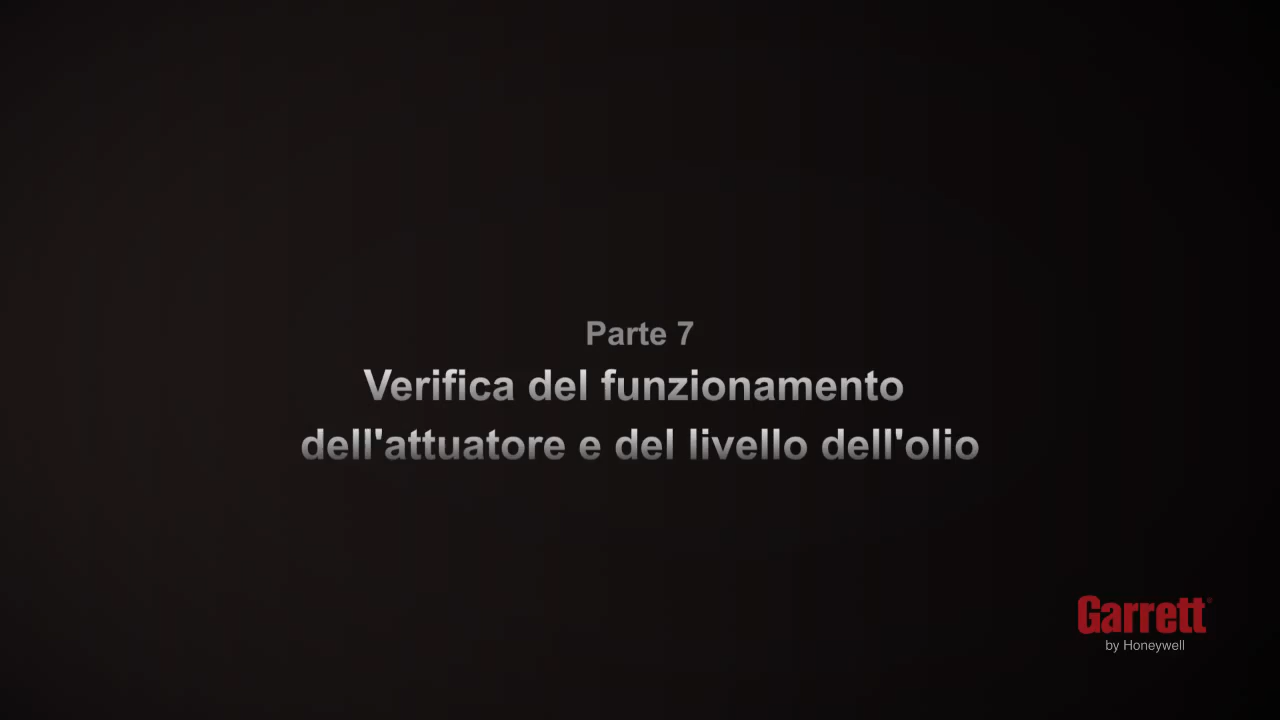 Parte 7
Verifica del funzionamento
dell'attuatore e del livello dell'olio
Garrett®
by Honeywell